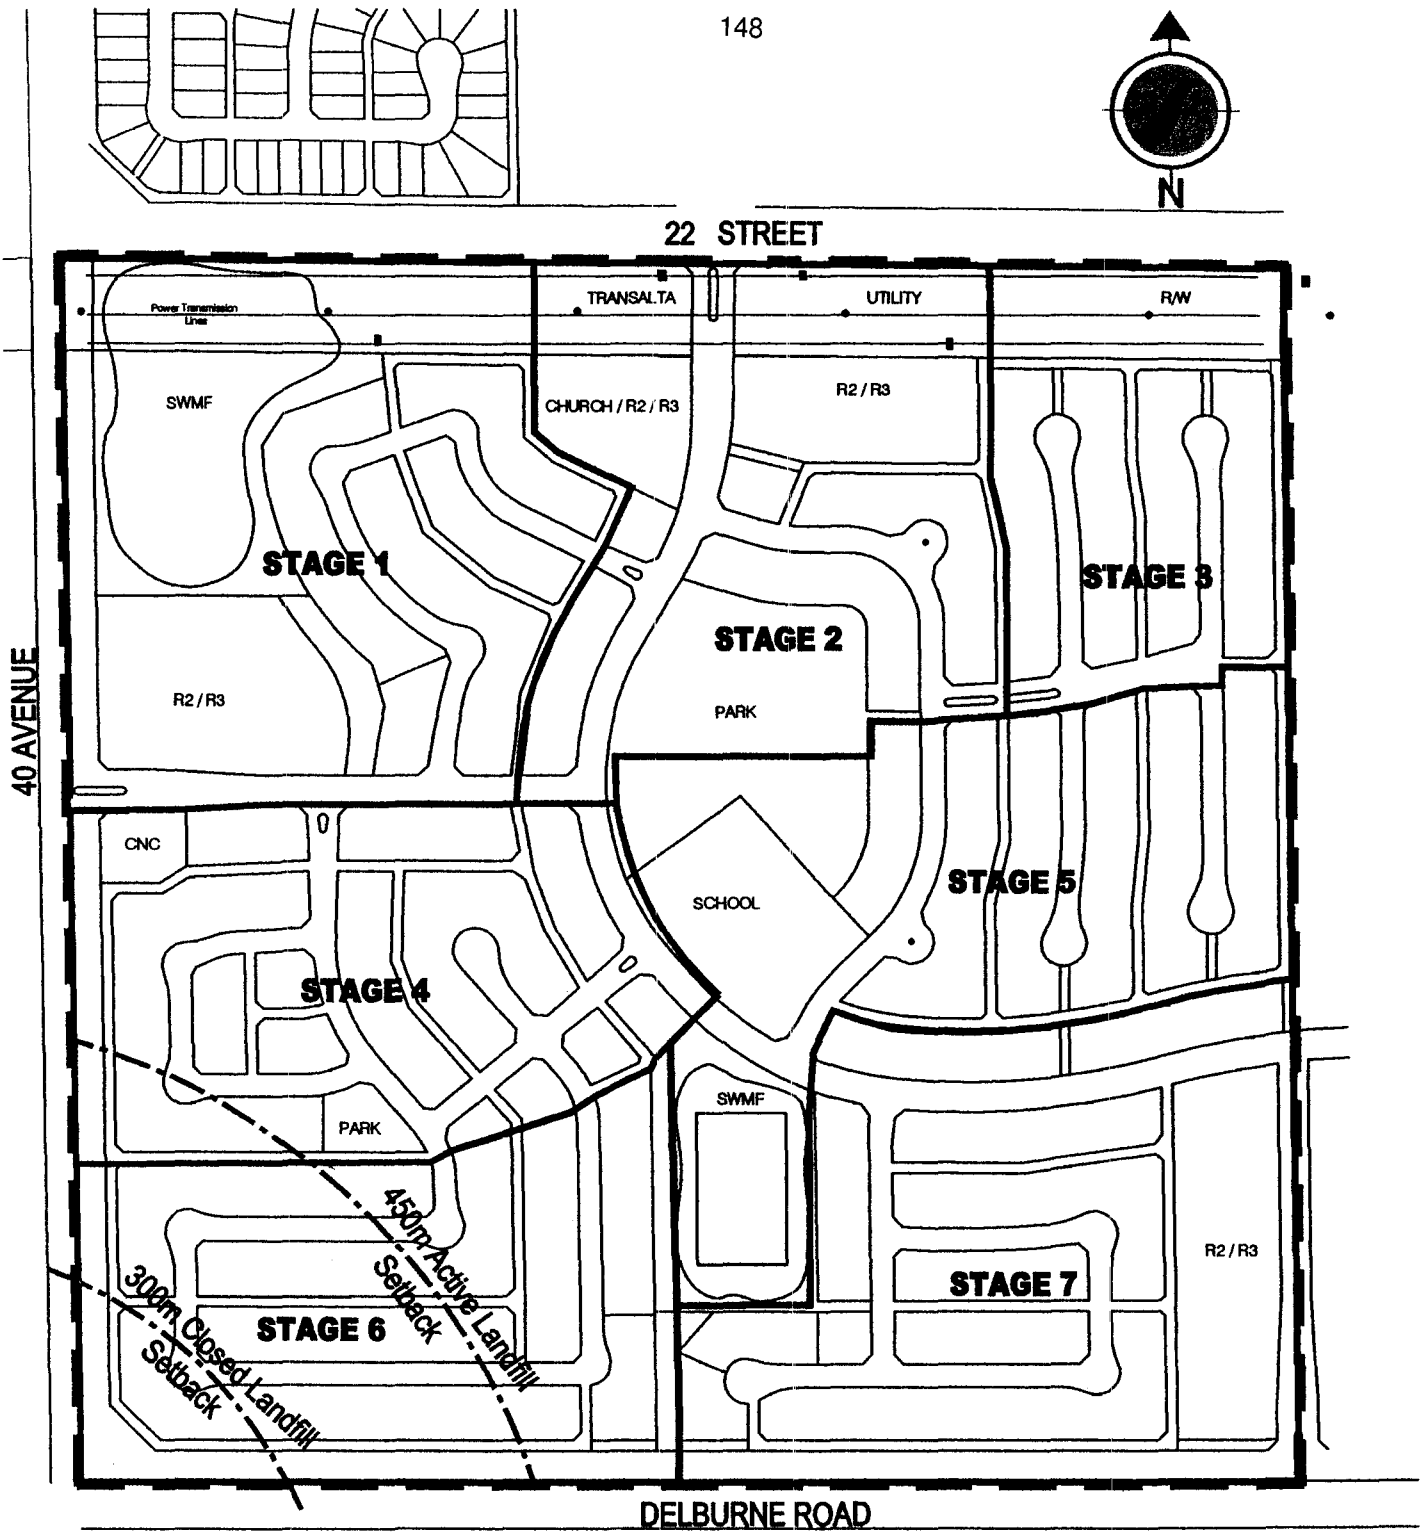 148
N
22 STREET
TRANSALTA
UTILITY
R/W
Power Transmission
Lines
SWMF
CHURCH / R2 / R3
R2 / R3
STAGE 1
STAGE 3
STAGE 2
40 AVENUE
R2 / R3
PARK
CNC
STAGE 5
SCHOOL
STAGE 4
SWMF
PARK
450m Active Landfill
Setback
R2 / R3
STAGE 7
300m Closed Landfill
Setback
STAGE 6
DELBURNE ROAD